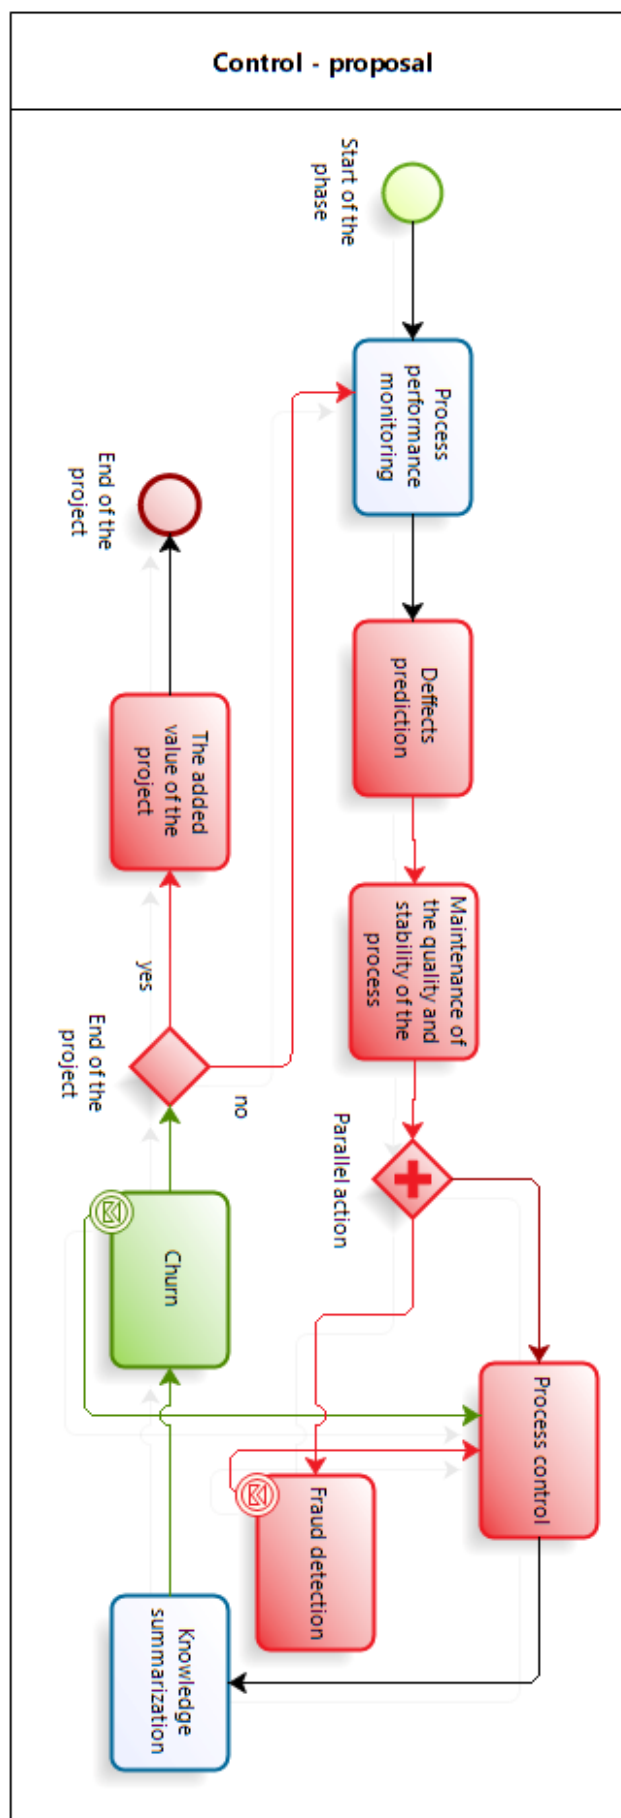 Control - proposal
Start of the
phase
Process
performance
monitoring
Deffects
prediction
Maintenance of
the quality and
stability of the
process
Parallel action
Process control
Fraud detection
Knowledge
summarization
Churn
End of the
project
no
yes
The added
value of the
project
End of the
project